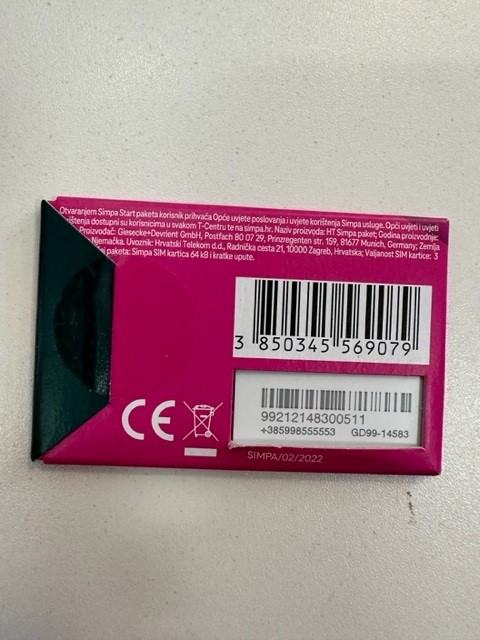 Otvaranjem Simpa Start paketa korisnik prihvaća Opće uvjete poslovanja i uvjete korištenja Simpa usluge. Opći uvjeti i uvjeti
dostupni su korisnicima u svakom T-Centru te na simpa.hr. Naziv proizvoda: HT Simpa paket; Godina proizvodnje:
Proizvođač: Giesecke+Devrient GmbH, Postfach 80 07 29, Prinzregenten str. 159, 81677 Munich, Germany; Zemlja
Njemačka. Uvoznik: Hrvatski Telekom d.d., Radnička cesta 21, 10000 Zagreb, Hrvatska; Valjanost SIM kartice: 3
paketa: Simpa SIM kartica 64 kB i kratke upute.
3 850345 569079
99212148300511
+385998555553 GD99-14583
CE
SIMPA/02/2022